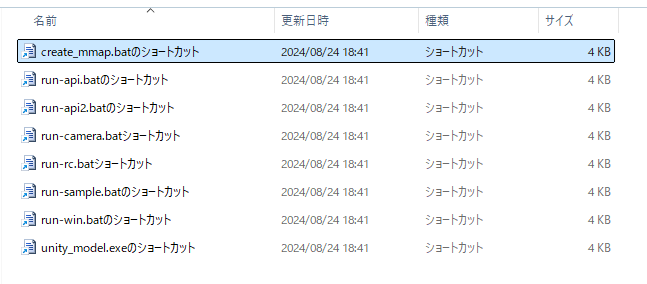 名前 更新日時 種類 サイズ
create_mmap.batのショートカット 2024/08/24 18:41 ショートカット 4 KB
run-api.batのショートカット 2024/08/24 18:41 ショートカット 4 KB
run-api2.batのショートカット 2024/08/24 18:41 ショートカット 4 KB
run-camera.batショートカット 2024/08/24 18:41 ショートカット 4 KB
run-rc.batショートカット 2024/08/24 18:41 ショートカット 4 KB
run-sample.batのショートカット 2024/08/24 18:41 ショートカット 4 KB
run-win.batのショートカット 2024/08/24 18:41 ショートカット 4 KB
unity_model.exeのショートカット 2024/08/24 18:41 ショートカット 4 KB